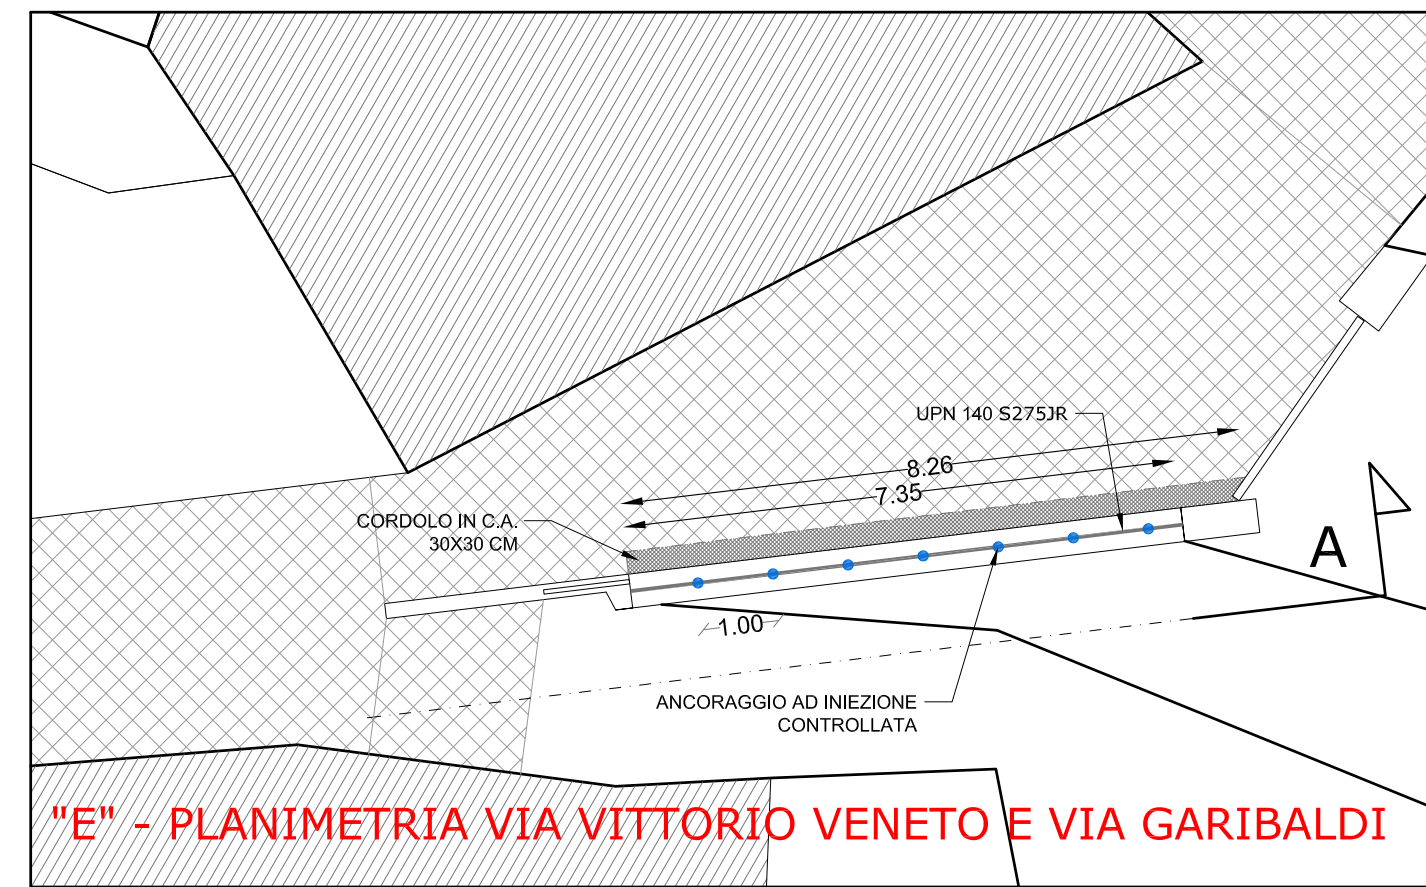 UPN 140 S275JR
8.26
7.35
CORDOLO IN C.A.
30X30 CM
A
1.00
ANCORAGGIO AD INIEZIONE
CONTROLLATA
"E" - PLANIMETRIA VIA VITTORIO VENETO E VIA GARIBALDI